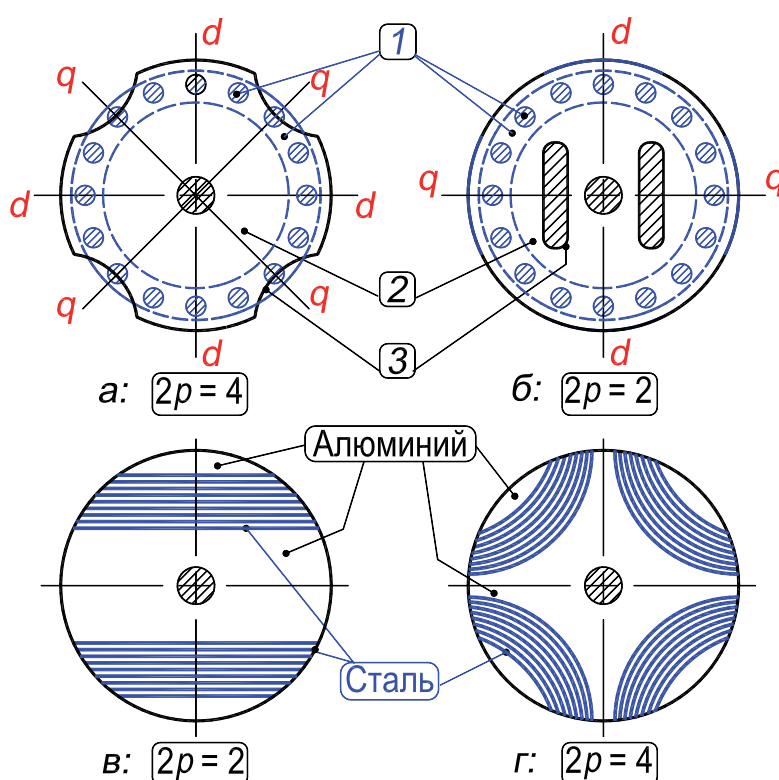 d
1
d
q
q
q
q
d
d
2
q
q
3
d
d
а: 2p = 4
б: 2p = 2
Алюминий
Сталь
в: 2p = 2
г: 2p = 4